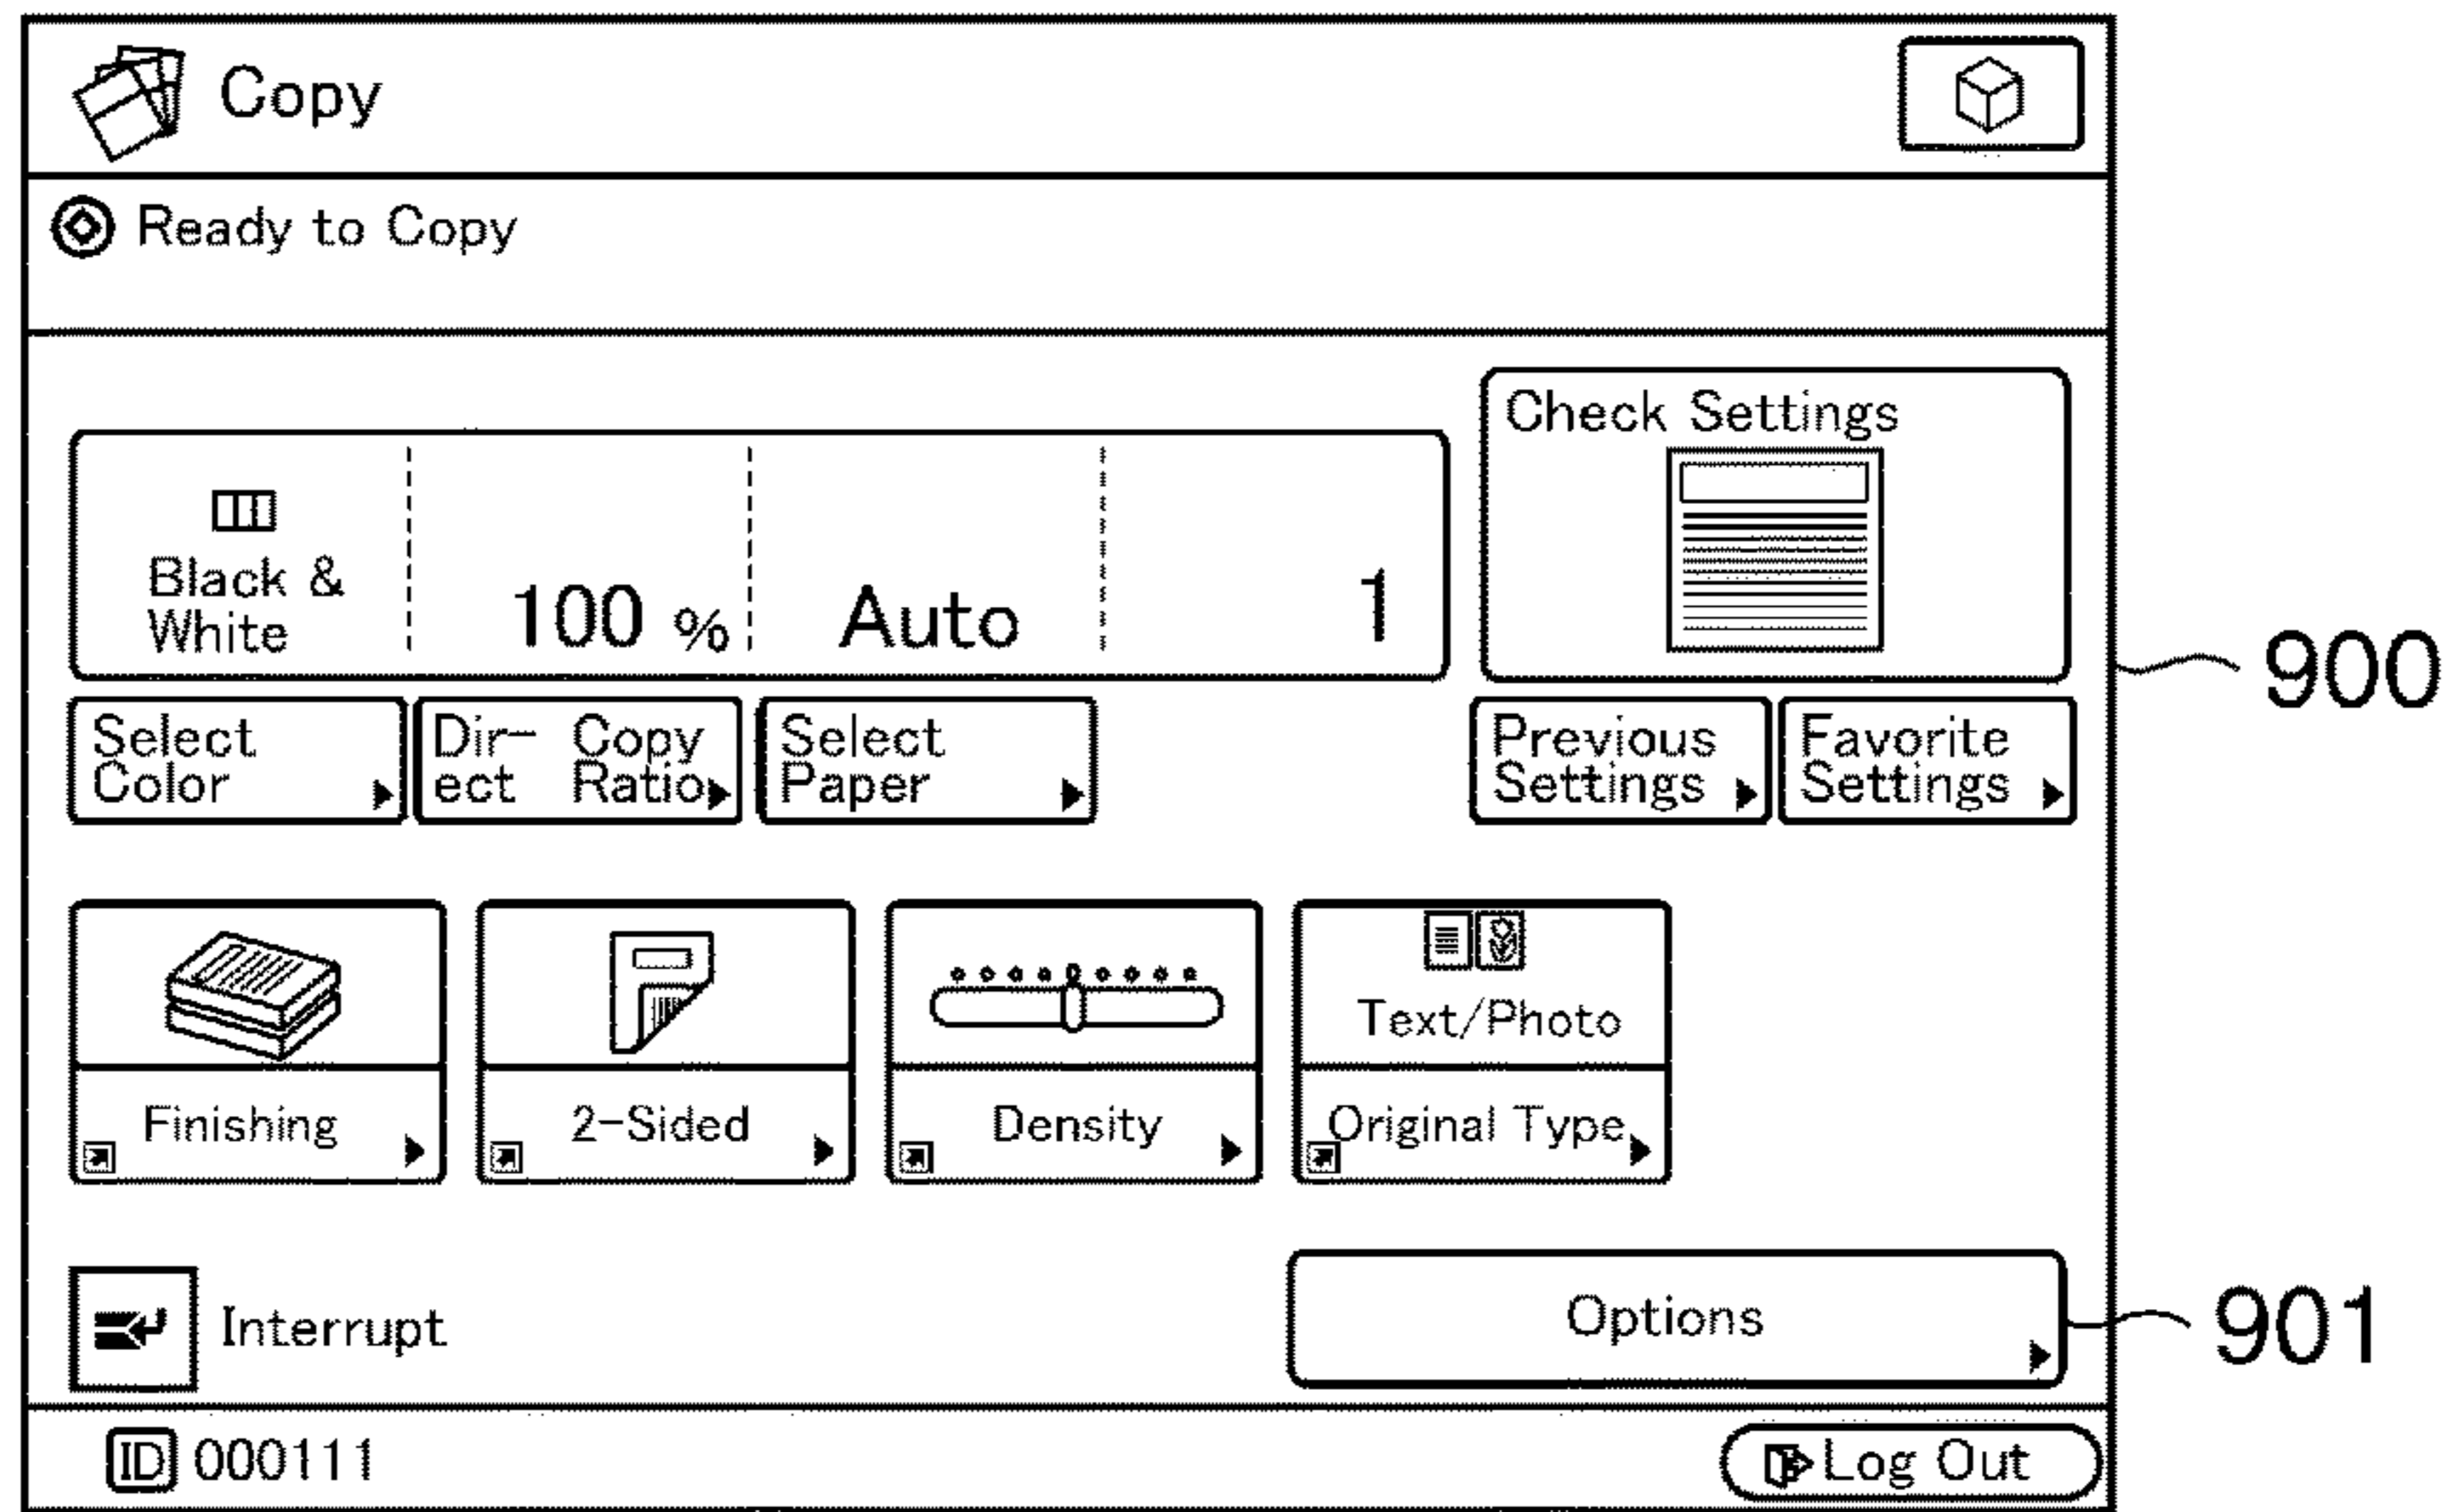 Copy
Ready to Copy
Check Settings
Black &
White
100 %
Auto
1
900
Select
Color
Dir-
ect
Copy
Ratio
Select
Paper
Previous
Settings
Favorite
Settings
Text/Photo
Finishing
2-Sided
Density
Original Type
Interrupt
Options
901
ID 000111
Log Out